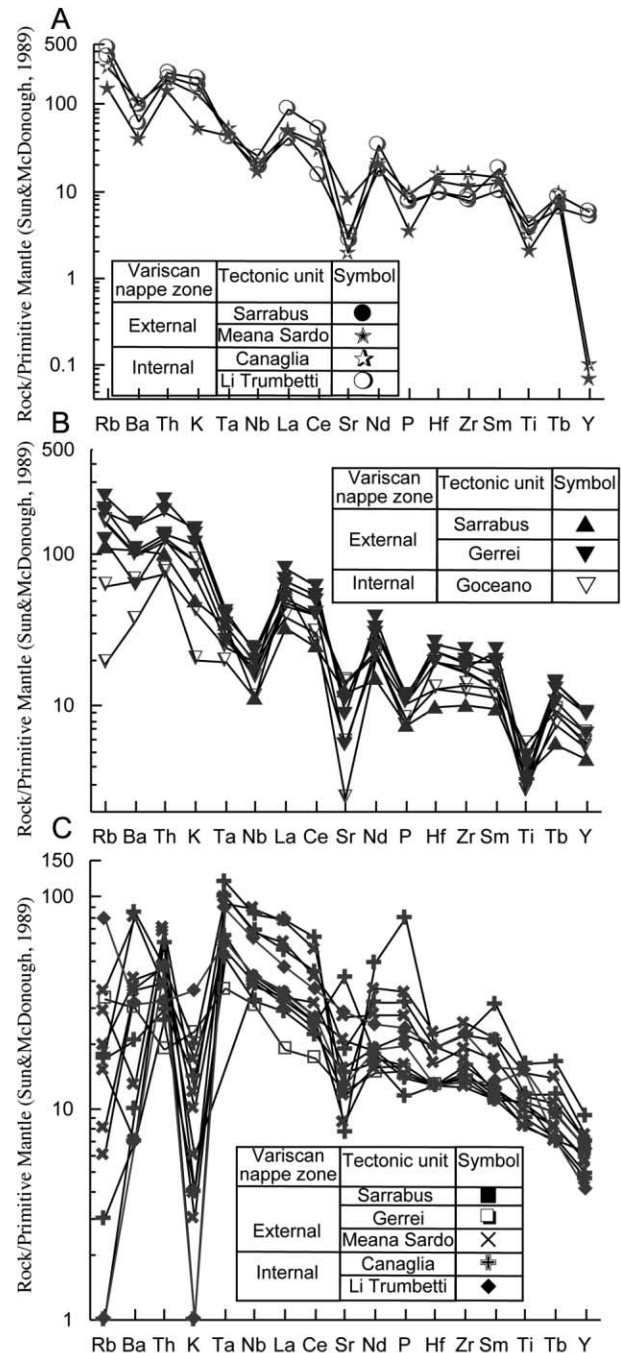 A
Rock/Primitive Mantle (Sun&McDonough, 1989)
500
100
10
1
0.1
Variscan nappe zone Tectonic unit Symbol
External Sarrabus
Meana Sardo
Internal Canaglia
Li Trumbetti
Rb Ba Th K Ta Nb La Ce Sr Nd P Hf Zr Sm Ti Tb Y
B
Rock/Primitive Mantle (Sun&McDonough, 1989)
500
100
10
Variscan nappe zone Tectonic unit Symbol
External Sarrabus
Gerrei
Internal Goceano
Rb Ba Th K Ta Nb La Ce Sr Nd P Hf Zr Sm Ti Tb Y
C
Rock/Primitive Mantle (Sun&McDonough, 1989)
150
100
10
1
Variscan nappe zone Tectonic unit Symbol
External Sarrabus
Gerrei
Meana Sardo
Internal Canaglia
Li Trumbetti
Rb Ba Th K Ta Nb La Ce Sr Nd P Hf Zr Sm Ti Tb Y